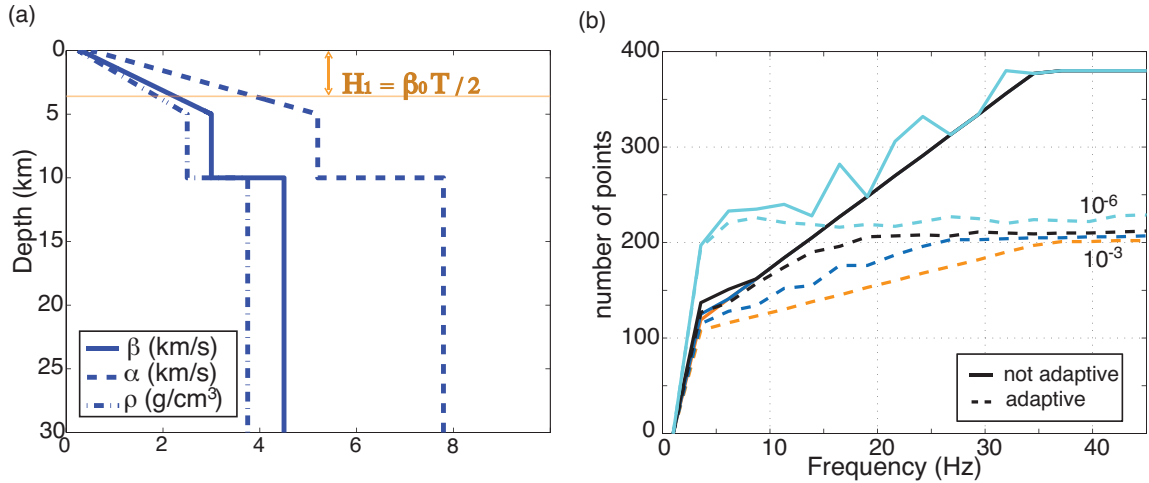 (a)
0
5
10
15
20
25
30
Depth (km)
H₁ = β₀T / 2
β (km/s)
α (km/s)
ρ (g/cm³)
0
2
4
6
8
(b)
400
300
200
100
0
number of points
10⁻⁶
10⁻³
not adaptive
adaptive
0
10
20
30
40
Frequency (Hz)